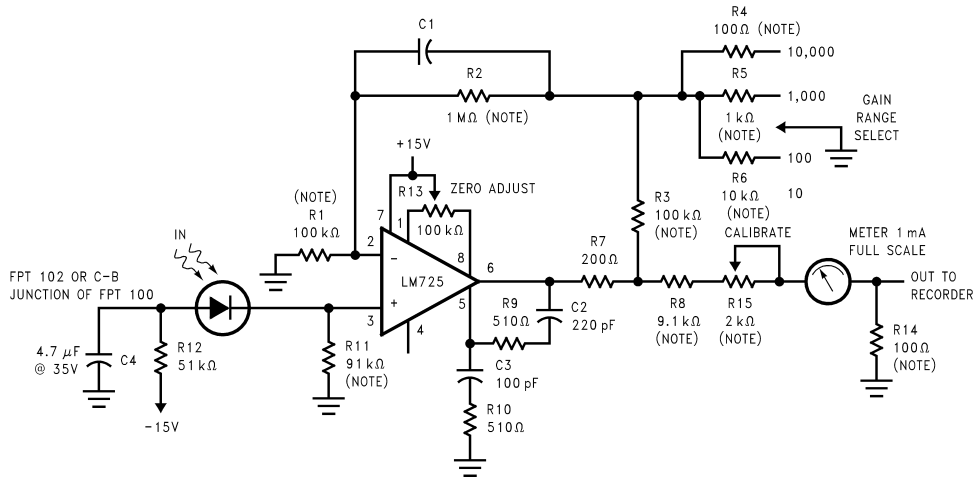 C1
R2
1 MΩ (NOTE)
R4
100Ω (NOTE)
10,000
R5
1,000
1 kΩ
(NOTE)
GAIN
RANGE
SELECT
100
R6
10 kΩ
(NOTE)
10
+15V
R13
ZERO ADJUST
100 kΩ
(NOTE)
R1
100 kΩ
7
1
2
−
8
LM725
6
+
3
5
4
R3
100 kΩ
(NOTE)
CALIBRATE
METER 1 mA
FULL SCALE
IN
FPT 102 OR C–B
JUNCTION OF FPT 100
4.7 μF
@ 35V
C4
R12
51 kΩ
−15V
R11
91 kΩ
(NOTE)
R7
200Ω
R9
510Ω
C2
220 pF
C3
100 pF
R10
510Ω
R8
9.1 kΩ
(NOTE)
R15
2 kΩ
(NOTE)
OUT TO
RECORDER
R14
100Ω
(NOTE)